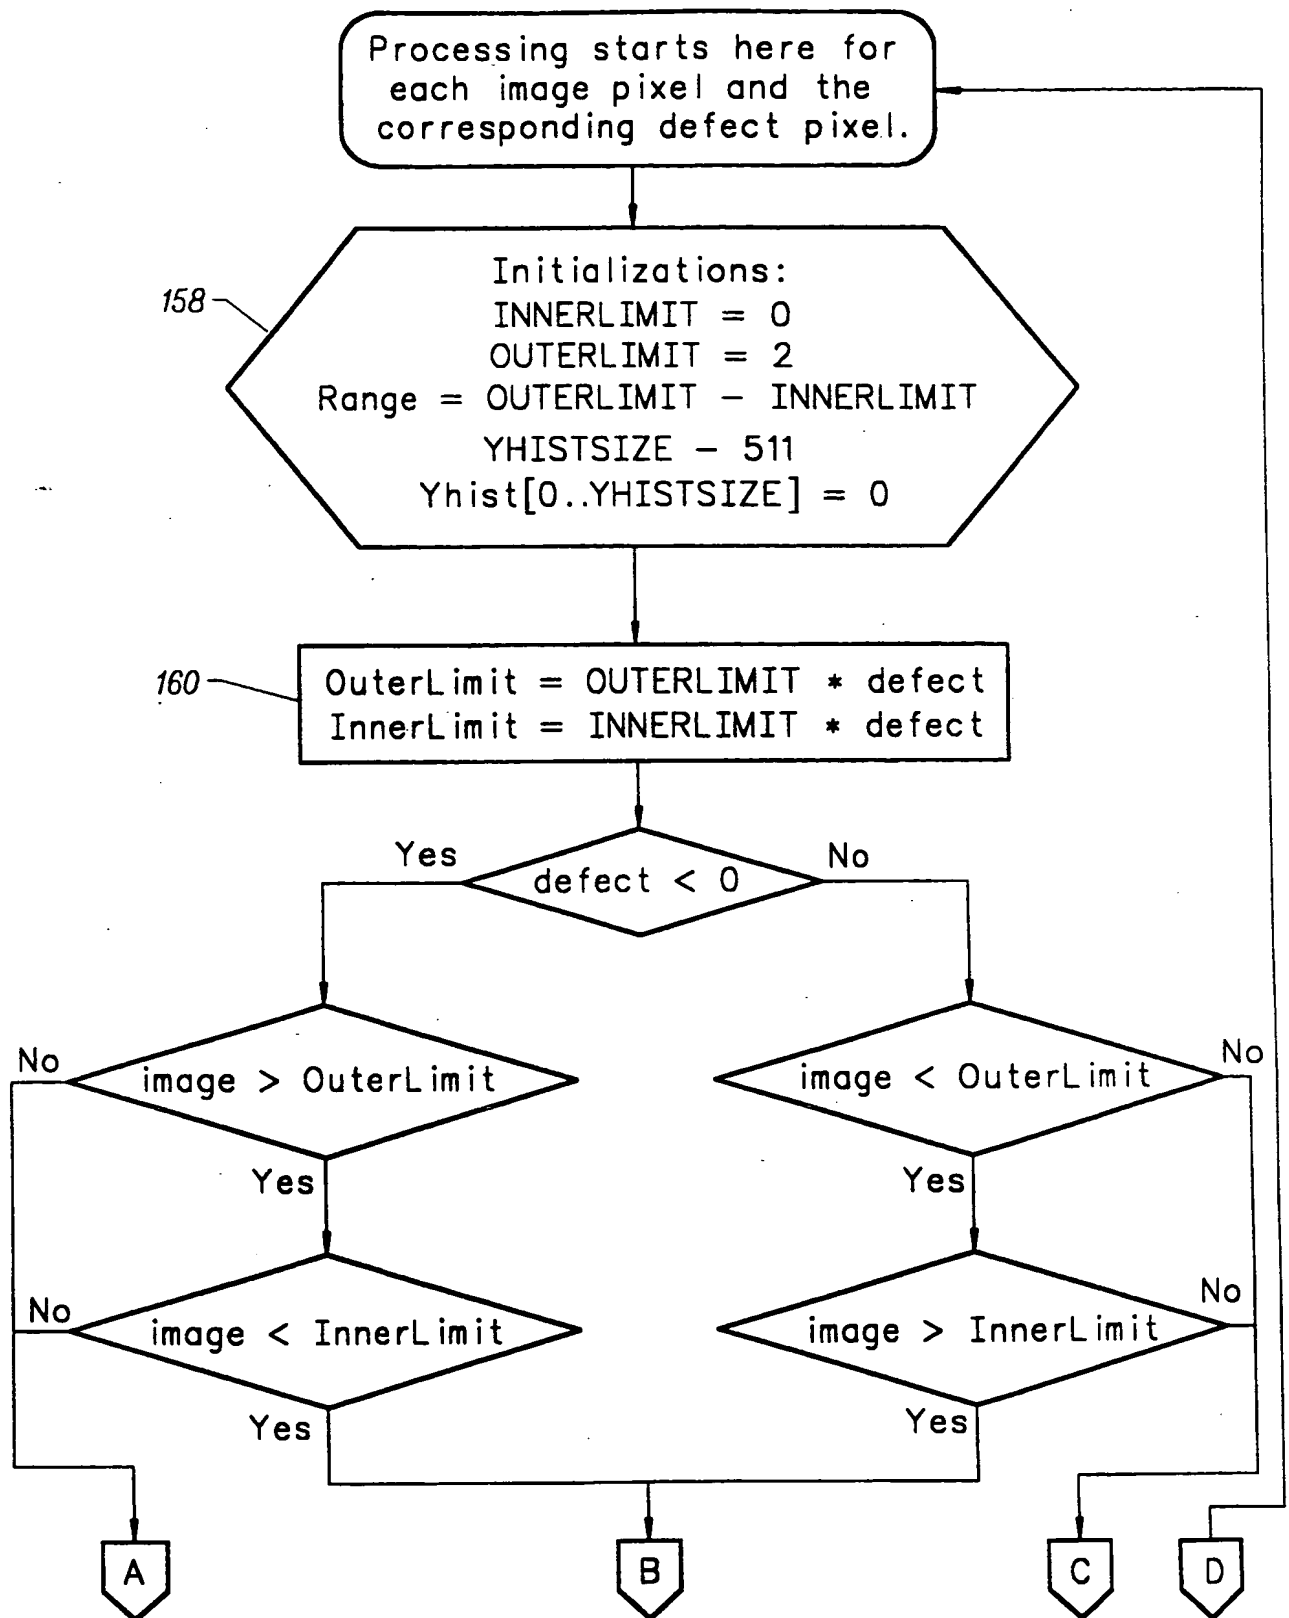 Processing starts here for
each image pixel and the
corresponding defect pixel.
Initializations:
158
INNERLIMIT = 0
OUTERLIMIT = 2
Range = OUTERLIMIT - INNERLIMIT
YHISTSIZE - 511
Yhist[0..YHISTSIZE] = 0
160
OuterLimit = OUTERLIMIT * defect
InnerLimit = INNERLIMIT * defect
Yes
No
defect < 0
No
image > OuterLimit
image < OuterLimit
No
Yes
Yes
No
image < InnerLimit
image > InnerLimit
No
Yes
Yes
A
B
C
D